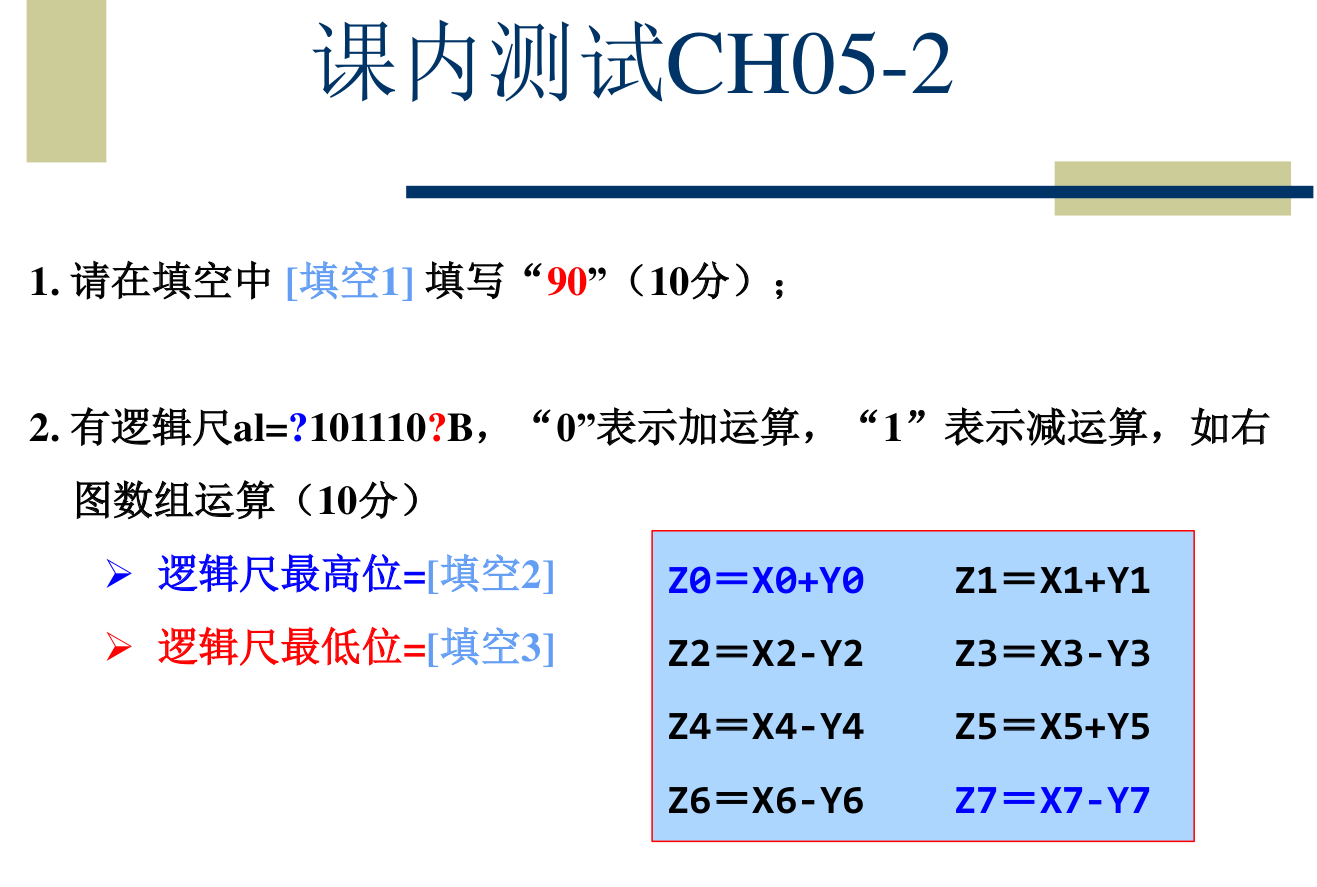 课内测试CH05-2
1. 请在填空中 [填空1] 填写“90”（10分）；
2. 有逻辑尺al=?101110?B，“0”表示加运算，“1”表示减运算，如右
图数组运算（10分）
➢ 逻辑尺最高位=[填空2]
➢ 逻辑尺最低位=[填空3]
Z0＝X0+Y0 Z1＝X1+Y1
Z2＝X2-Y2 Z3＝X3-Y3
Z4＝X4-Y4 Z5＝X5+Y5
Z6＝X6-Y6 Z7＝X7-Y7